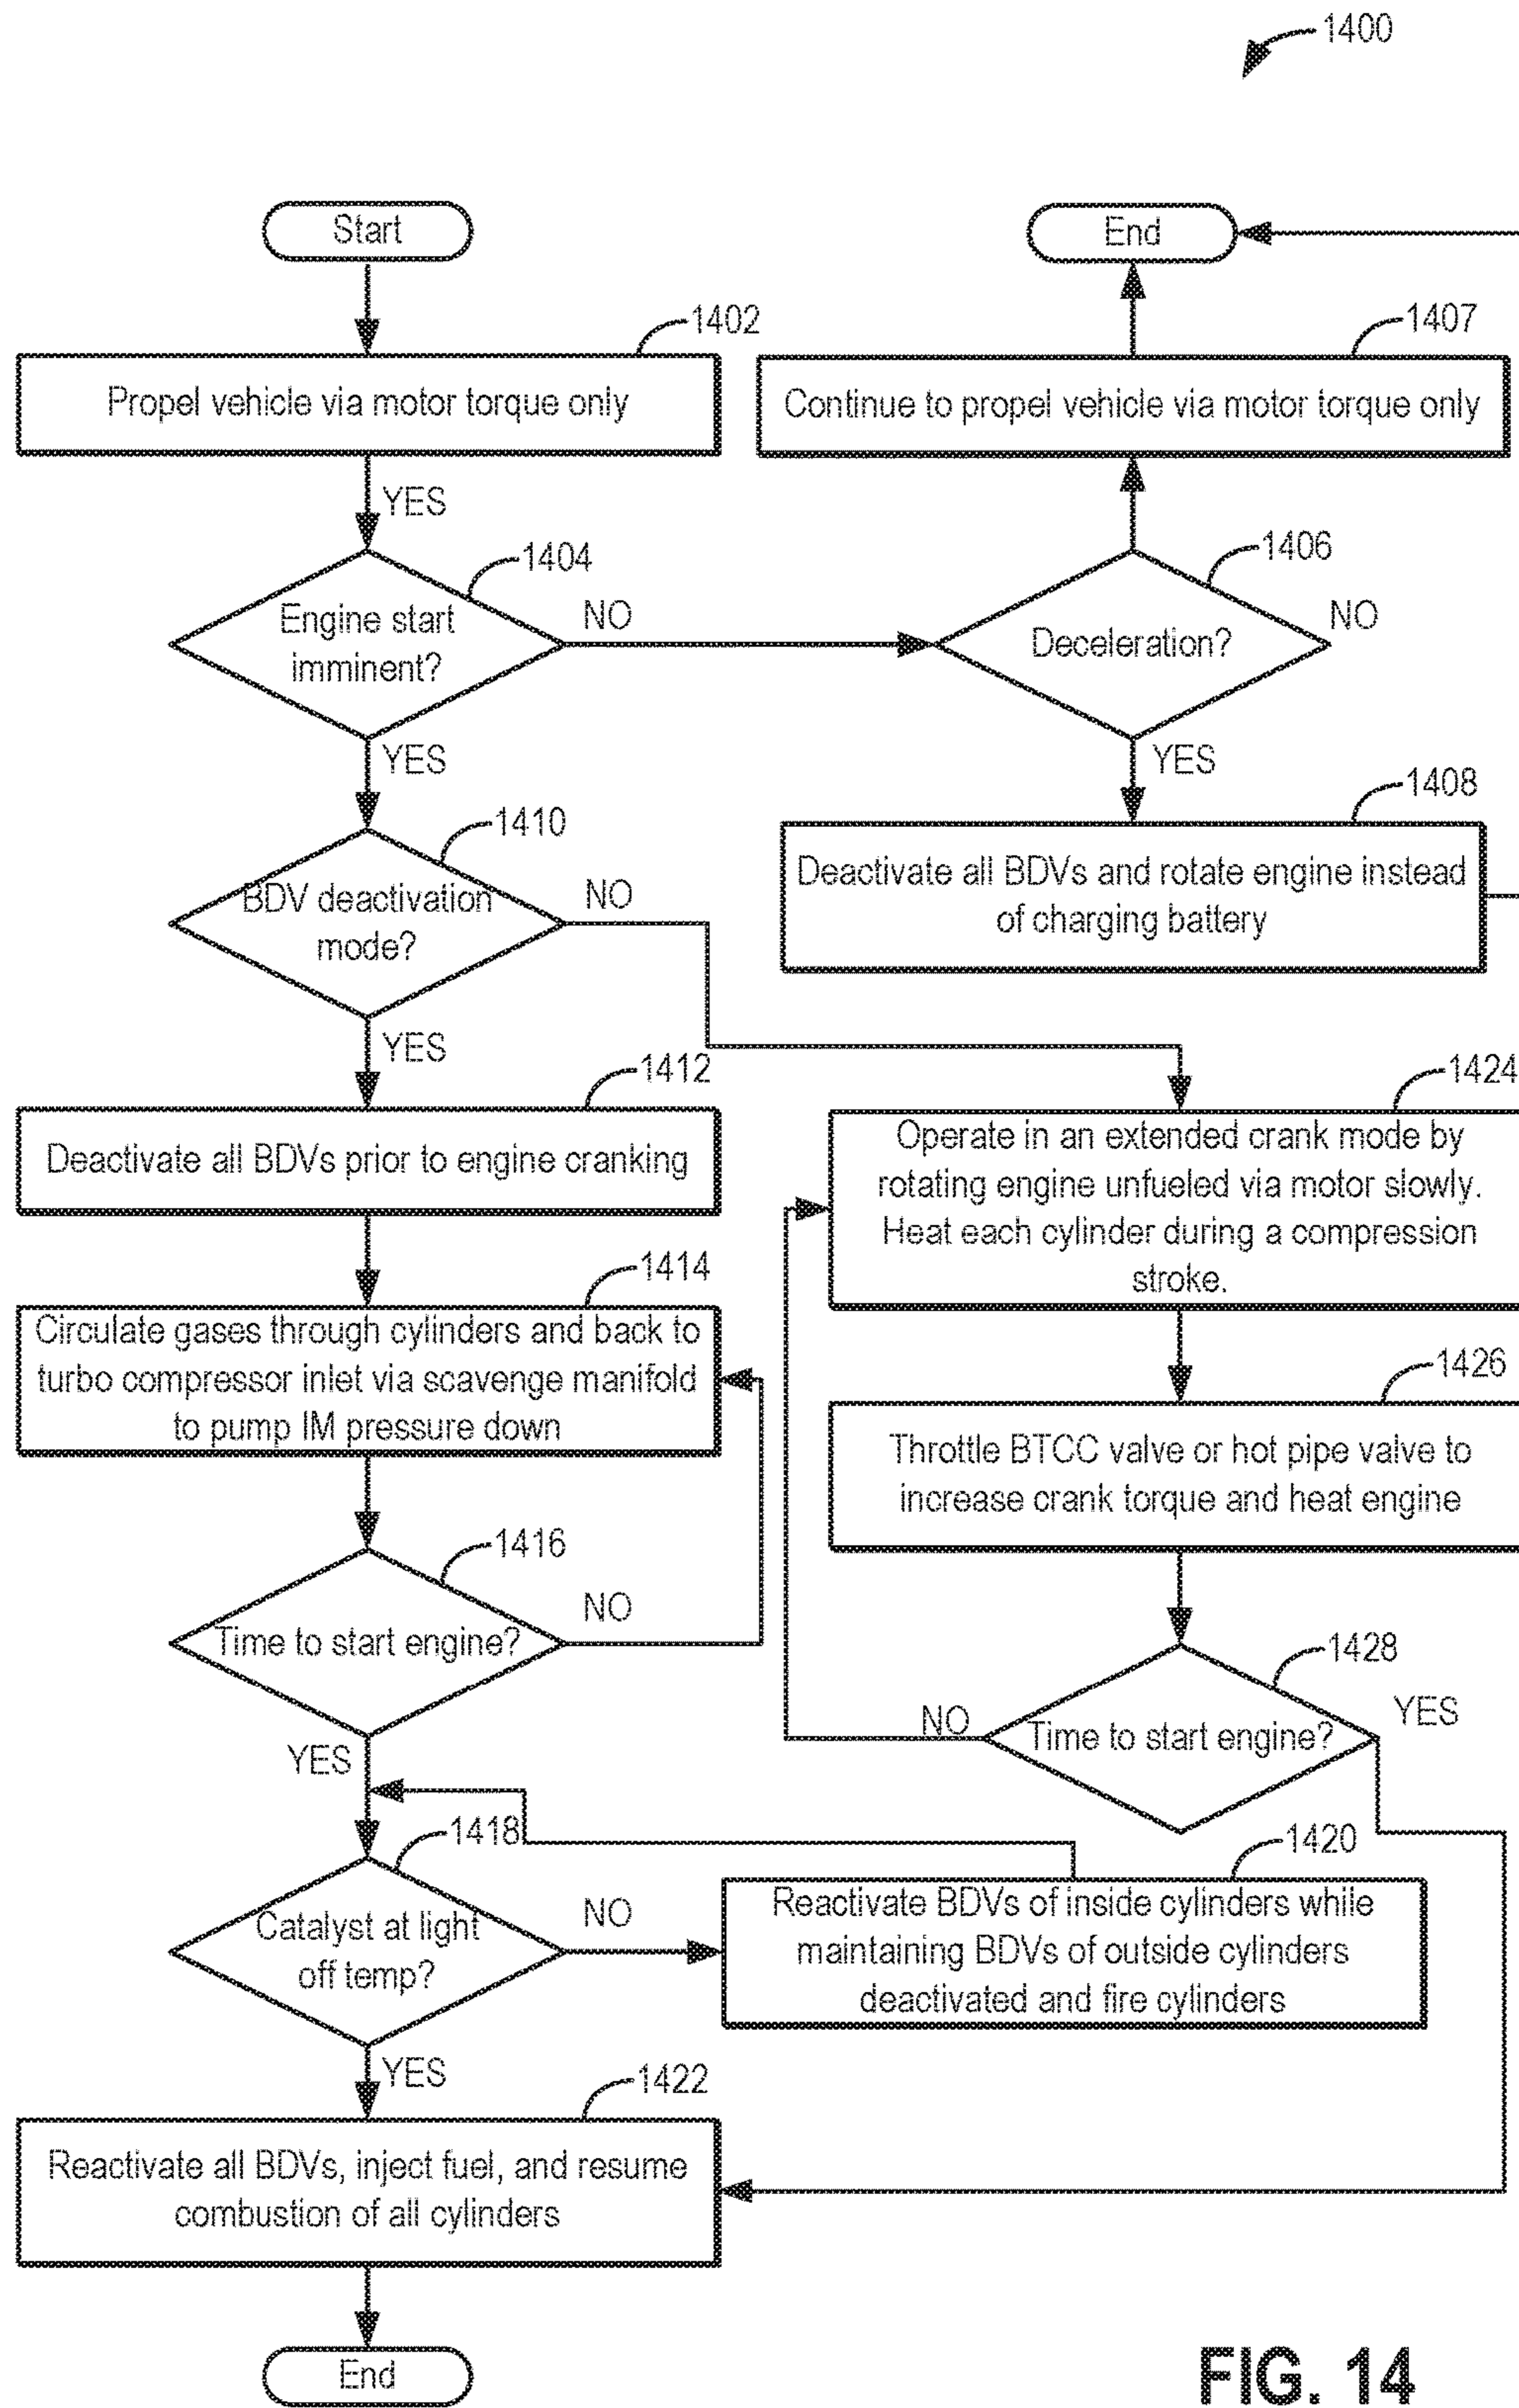 1400
Start
End
1402
1407
Propel vehicle via motor torque only
Continue to propel vehicle via motor torque only
YES
1404
1406
Engine start
imminent?
NO
Deceleration?
NO
YES
YES
1408
1410
Deactivate all BDVs and rotate engine instead
of charging battery
BDV deactivation
mode?
NO
YES
1412
1424
Deactivate all BDVs prior to engine cranking
Operate in an extended crank mode by
rotating engine unfueled via motor slowly.
Heat each cylinder during a compression
stroke.
1414
Circulate gases through cylinders and back to
turbo compressor inlet via scavenge manifold
to pump IM pressure down
1426
Throttle BTCC valve or hot pipe valve to
increase crank torque and heat engine
1416
Time to start engine?
NO
1428
Time to start engine?
NO
YES
YES
1418
1420
Catalyst at light
off temp?
NO
Reactivate BDVs of inside cylinders while
maintaining BDVs of outside cylinders
deactivated and fire cylinders
YES
1422
Reactivate all BDVs, inject fuel, and resume
combustion of all cylinders
End
FIG. 14